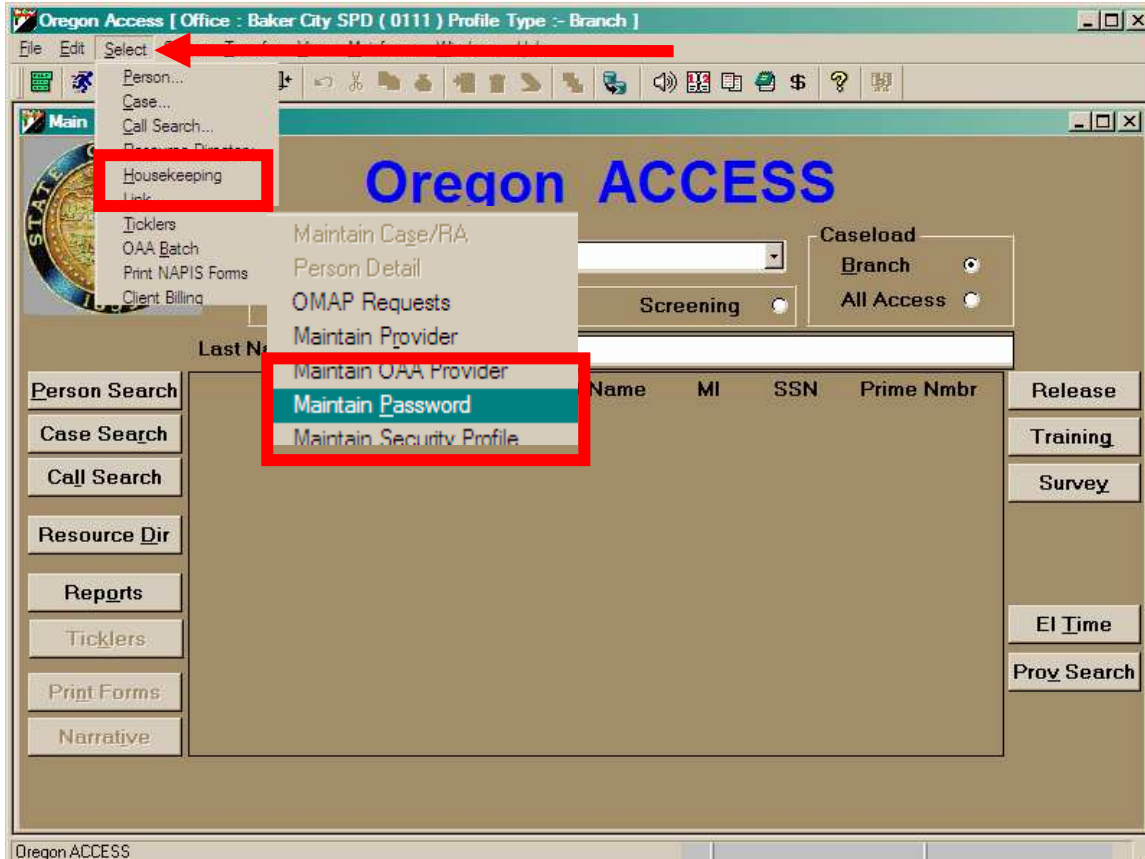 Oregon Access [ Office : Baker City SPD ( 0111 ) Profile Type :- Branch ]
File Edit Select
Person...
Case...
Call Search...
Housekeeping
Link
Ticklers
OAA Batch
Print NAPIS Forms
Client Billing
Main
Oregon ACCESS
Maintain Case/RA
Person Detail
OMAP Requests
Maintain Provider
Maintain OAA Provider
Maintain Password
Maintain Security Profile
Caseload
Branch
Screening All Access
Last
Name MI SSN Prime Nmbr
Person Search
Case Search
Call Search
Resource Dir
Reports
Ticklers
Print Forms
Narrative
Release
Training
Survey
EI Time
Prov Search
Oregon ACCESS